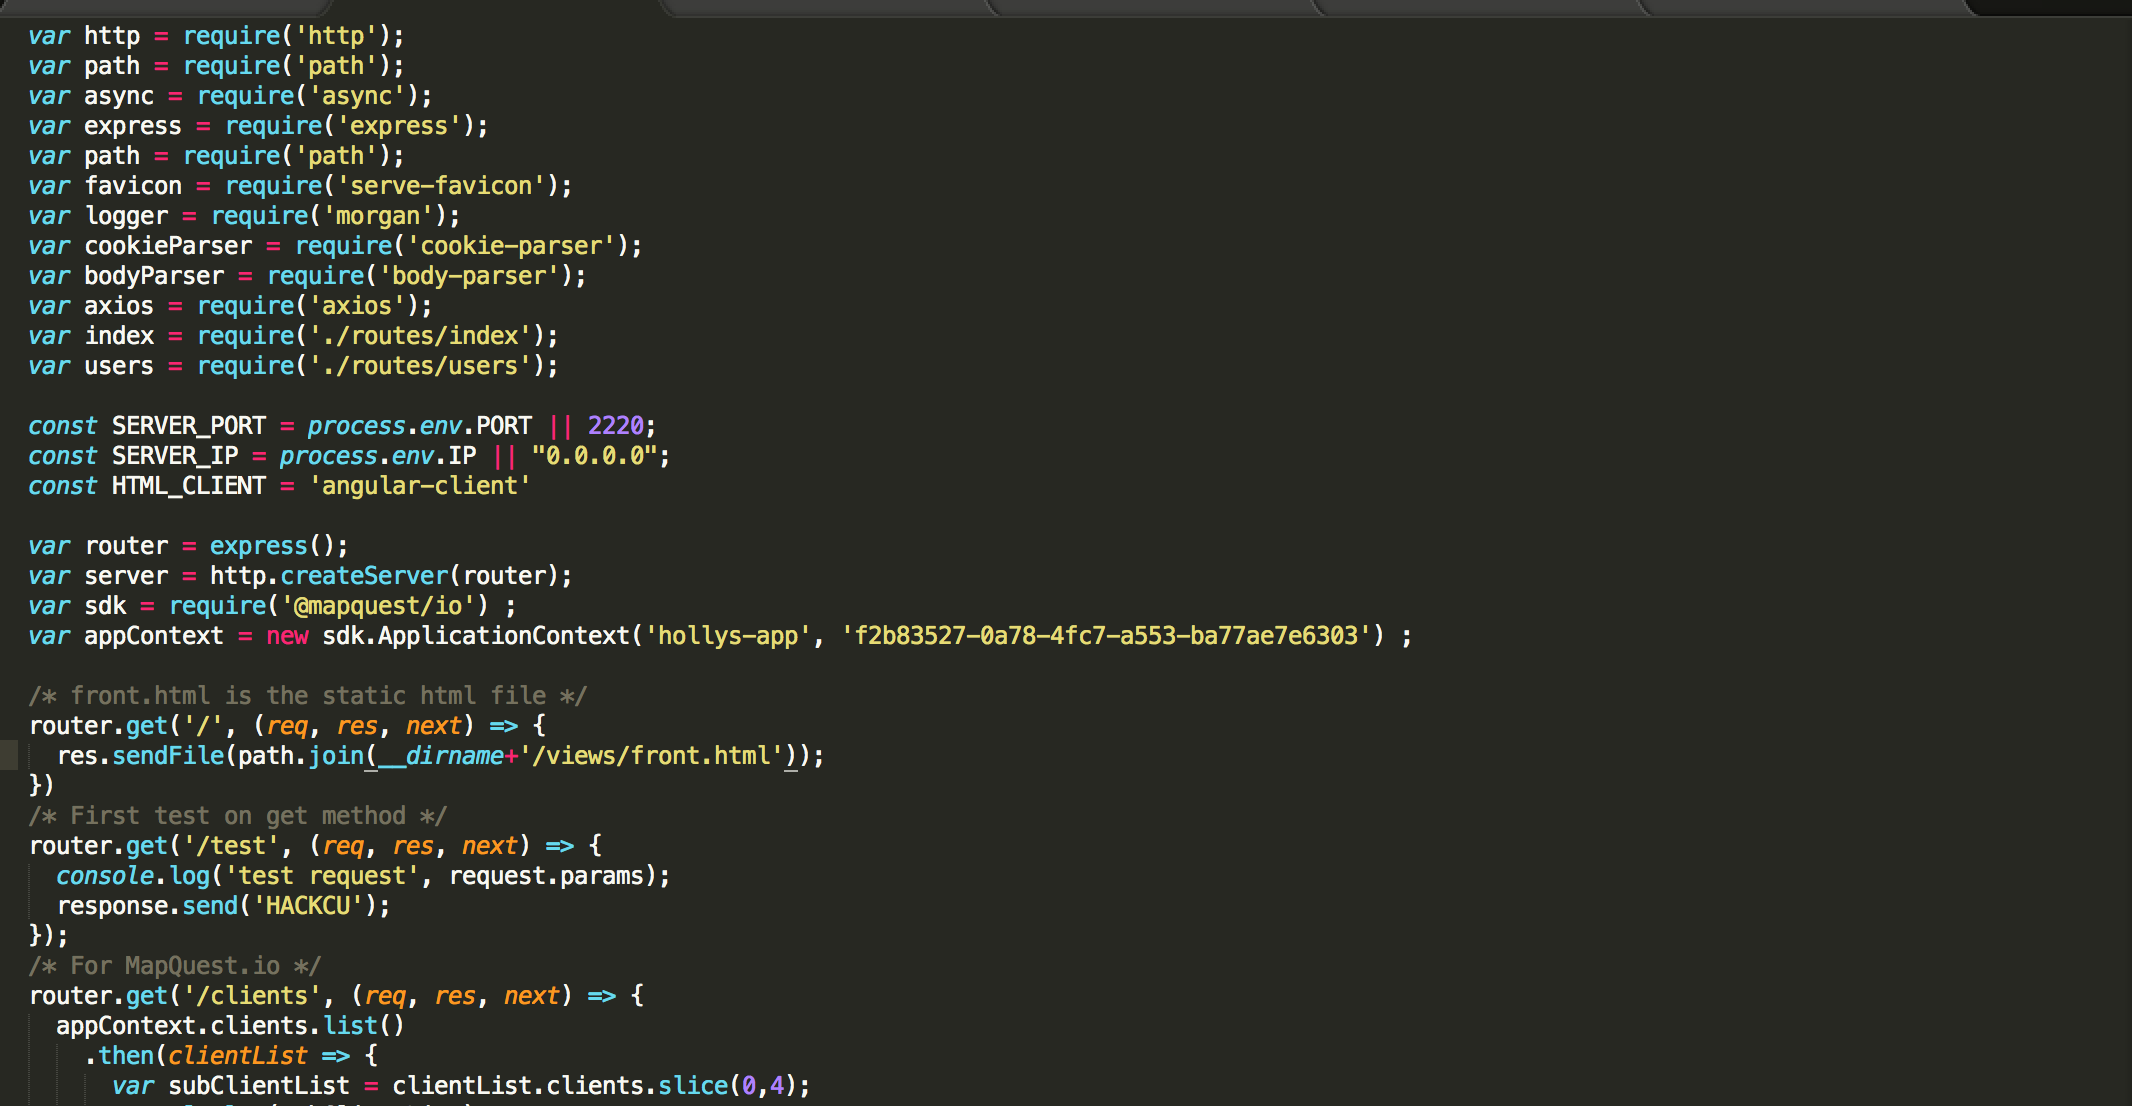 var http = require('http');
var path = require('path');
var async = require('async');
var express = require('express');
var path = require('path');
var favicon = require('serve-favicon');
var logger = require('morgan');
var cookieParser = require('cookie-parser');
var bodyParser = require('body-parser');
var axios = require('axios');
var index = require('./routes/index');
var users = require('./routes/users');
const SERVER_PORT = process.env.PORT || 2220;
const SERVER_IP = process.env.IP || "0.0.0.0";
const HTML_CLIENT = 'angular-client'
var router = express();
var server = http.createServer(router);
var sdk = require('@mapquest/io') ;
var appContext = new sdk.ApplicationContext('hollys-app', 'f2b83527-0a78-4fc7-a553-ba77ae7e6303') ;
/* front.html is the static html file */
router.get('/', (req, res, next) => {
res.sendFile(path.join(__dirname+'/views/front.html'));
})
/* First test on get method */
router.get('/test', (req, res, next) => {
console.log('test request', request.params);
response.send('HACKCU');
});
/* For MapQuest.io */
router.get('/clients', (req, res, next) => {
appContext.clients.list()
.then(clientList => {
var subClientList = clientList.clients.slice(0,4);